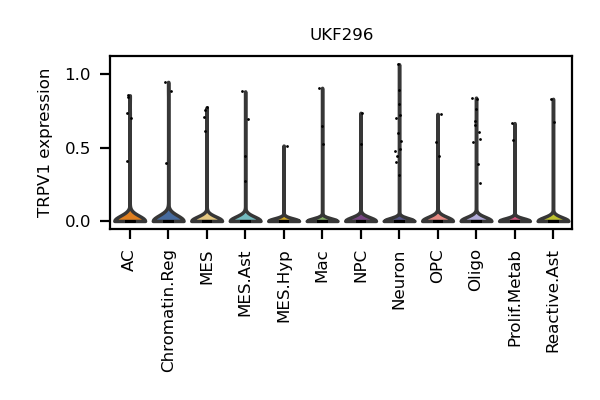 UKF296
TRPV1 expression
1.0
0.5
0.0
AC
Chromatin.Reg
MES
MES.Ast
MES.Hyp
Mac
NPC
Neuron
OPC
Oligo
Prolif.Metab
Reactive.Ast